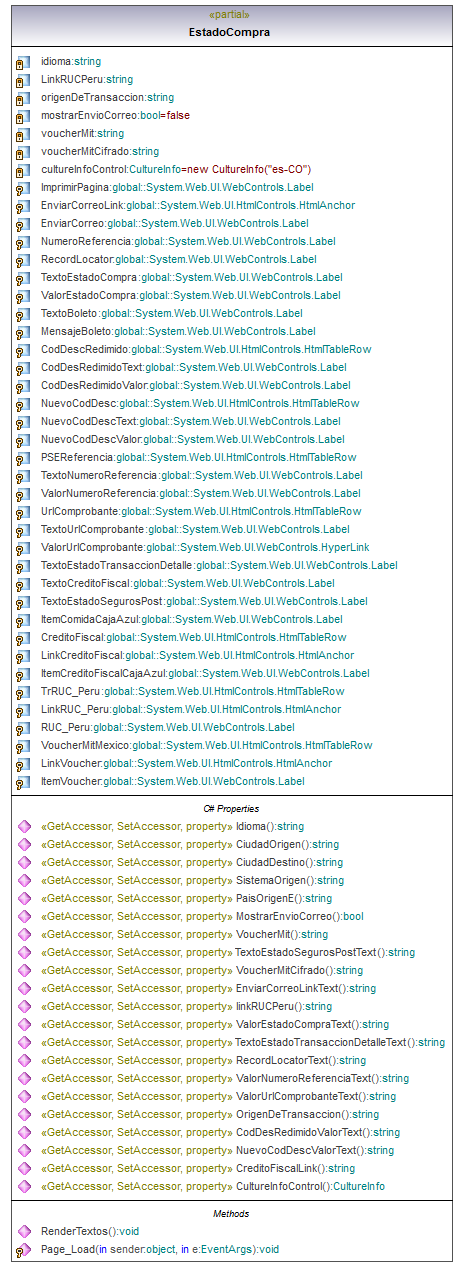 «partial»
EstadoCompra
idioma:string
LinkRUCPeru:string
origenDeTransaccion:string
mostrarEnvioCorreo:bool=false
voucherMit:string
voucherMitCifrado:string
cultureInfoControl:CultureInfo=new CultureInfo("es-CO")
ImprimirPagina:global::System.Web.UI.WebControls.Label
EnviarCorreoLink:global::System.Web.UI.HtmlControls.HtmlAnchor
EnviarCorreo:global::System.Web.UI.WebControls.Label
NumeroReferencia:global::System.Web.UI.WebControls.Label
RecordLocator:global::System.Web.UI.WebControls.Label
TextoEstadoCompra:global::System.Web.UI.WebControls.Label
ValorEstadoCompra:global::System.Web.UI.WebControls.Label
TextoBoleto:global::System.Web.UI.WebControls.Label
MensajeBoleto:global::System.Web.UI.WebControls.Label
CodDescRedimido:global::System.Web.UI.HtmlControls.HtmlTableRow
CodDesRedimidoText:global::System.Web.UI.WebControls.Label
CodDesRedimidoValor:global::System.Web.UI.WebControls.Label
NuevoCodDesc:global::System.Web.UI.HtmlControls.HtmlTableRow
NuevoCodDescText:global::System.Web.UI.WebControls.Label
NuevoCodDescValor:global::System.Web.UI.WebControls.Label
PSEReferencia:global::System.Web.UI.HtmlControls.HtmlTableRow
TextoNumeroReferencia:global::System.Web.UI.WebControls.Label
ValorNumeroReferencia:global::System.Web.UI.WebControls.Label
UrlComprobante:global::System.Web.UI.HtmlControls.HtmlTableRow
TextoUrlComprobante:global::System.Web.UI.WebControls.Label
ValorUrlComprobante:global::System.Web.UI.WebControls.HyperLink
TextoEstadoTransaccionDetalle:global::System.Web.UI.WebControls.Label
TextoCreditoFiscal:global::System.Web.UI.WebControls.Label
TextoEstadoSegurosPost:global::System.Web.UI.WebControls.Label
ItemComidaCajaAzul:global::System.Web.UI.WebControls.Label
CreditoFiscal:global::System.Web.UI.HtmlControls.HtmlTableRow
LinkCreditoFiscal:global::System.Web.UI.HtmlControls.HtmlAnchor
ItemCreditoFiscalCajaAzul:global::System.Web.UI.WebControls.Label
TrRUC_Peru:global::System.Web.UI.HtmlControls.HtmlTableRow
LinkRUC_Peru:global::System.Web.UI.HtmlControls.HtmlAnchor
RUC_Peru:global::System.Web.UI.WebControls.Label
VoucherMitMexico:global::System.Web.UI.HtmlControls.HtmlTableRow
LinkVoucher:global::System.Web.UI.HtmlControls.HtmlAnchor
ItemVoucher:global::System.Web.UI.WebControls.Label
C# Properties
«GetAccessor, SetAccessor, property» Idioma():string
«GetAccessor, SetAccessor, property» CiudadOrigen():string
«GetAccessor, SetAccessor, property» CiudadDestino():string
«GetAccessor, SetAccessor, property» SistemaOrigen():string
«GetAccessor, SetAccessor, property» PaisOrigenE():string
«GetAccessor, SetAccessor, property» MostrarEnvioCorreo():bool
«GetAccessor, SetAccessor, property» VoucherMit():string
«GetAccessor, SetAccessor, property» TextoEstadoSegurosPostText():string
«GetAccessor, SetAccessor, property» VoucherMitCifrado():string
«GetAccessor, SetAccessor, property» EnviarCorreoLinkText():string
«GetAccessor, SetAccessor, property» linkRUCPeru():string
«GetAccessor, SetAccessor, property» ValorEstadoCompraText():string
«GetAccessor, SetAccessor, property» TextoEstadoTransaccionDetalleText():string
«GetAccessor, SetAccessor, property» RecordLocatorText():string
«GetAccessor, SetAccessor, property» ValorNumeroReferenciaText():string
«GetAccessor, SetAccessor, property» ValorUrlComprobanteText():string
«GetAccessor, SetAccessor, property» OrigenDeTransaccion():string
«GetAccessor, SetAccessor, property» CodDesRedimidoValorText():string
«GetAccessor, SetAccessor, property» NuevoCodDescValorText():string
«GetAccessor, SetAccessor, property» CreditoFiscalLink():string
«GetAccessor, SetAccessor, property» CultureInfoControl():CultureInfo
Methods
RenderTextos():void
Page_Load(in sender:object, in e:EventArgs):void